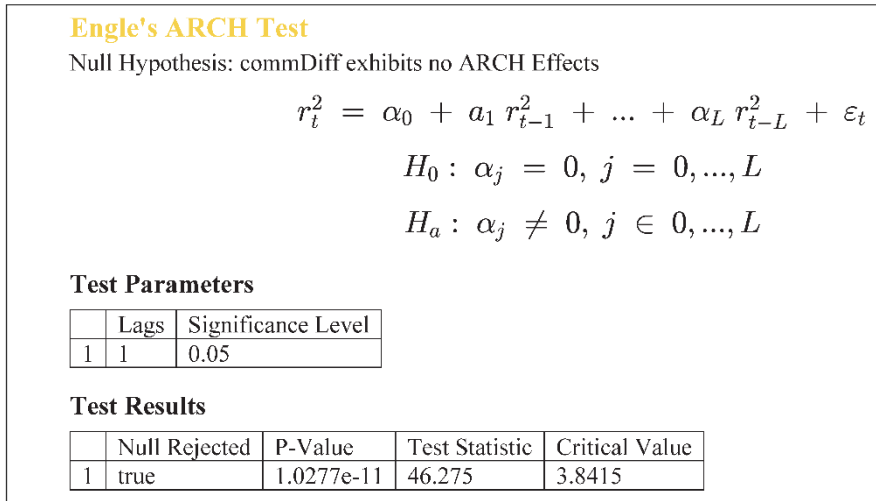 Engle's ARCH Test
Null Hypothesis: commDiff exhibits no ARCH Effects
r_t^2 = α_0 + a_1 r_{t-1}^2 + ... + α_L r_{t-L}^2 + ε_t
H_0 : α_j = 0, j = 0,...,L
H_a : α_j ≠ 0, j ∈ 0,...,L
Test Parameters
Lags Significance Level
1 1 0.05
Test Results
Null Rejected P-Value Test Statistic Critical Value
1 true 1.0277e-11 46.275 3.8415